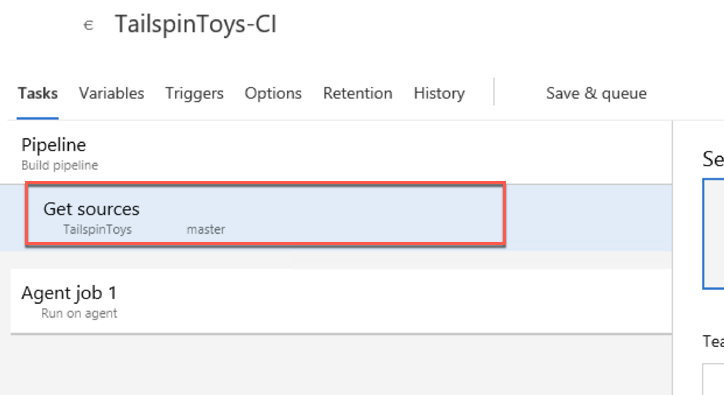 TailspinToys-CI
Tasks Variables Triggers Options Retention History Save & queue
Pipeline
Build pipeline
Se
Get sources
TailspinToys master
Agent job 1
Run on agent
Tea